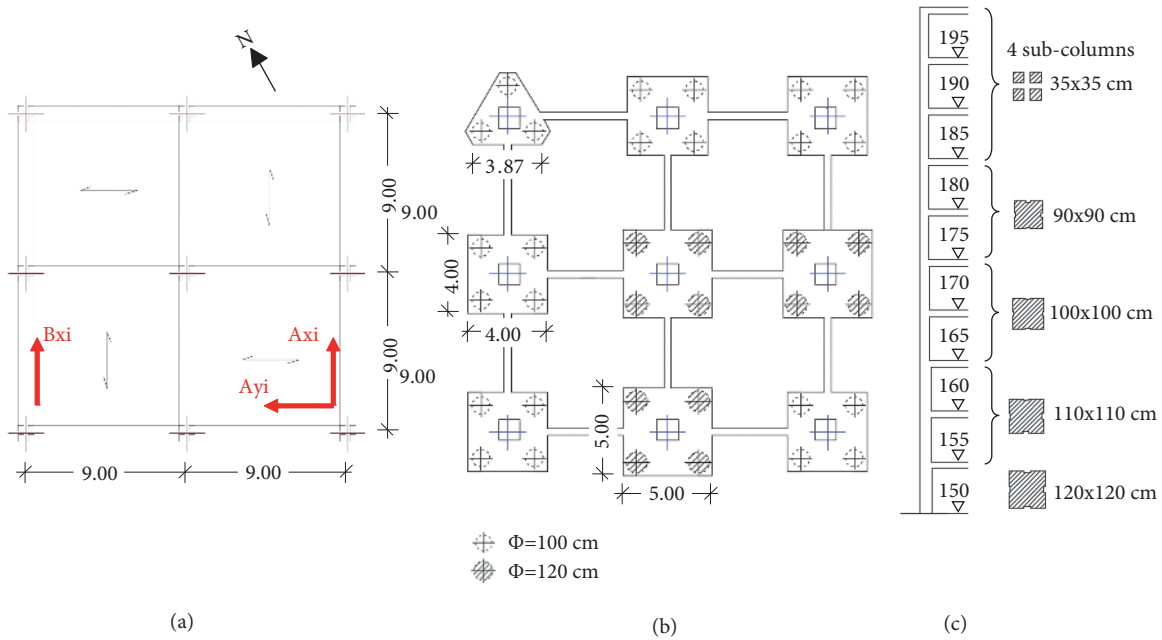 N
9.00
9.00
9.00
9.00
Bxi
Axi
Ayi
9.00
9.00
(a)
3.87
4.00
4.00
5.00
5.00
Φ=100 cm
Φ=120 cm
(b)
195
190
185
180
175
170
165
160
155
150
4 sub-columns
35x35 cm
90x90 cm
100x100 cm
110x110 cm
120x120 cm
(c)